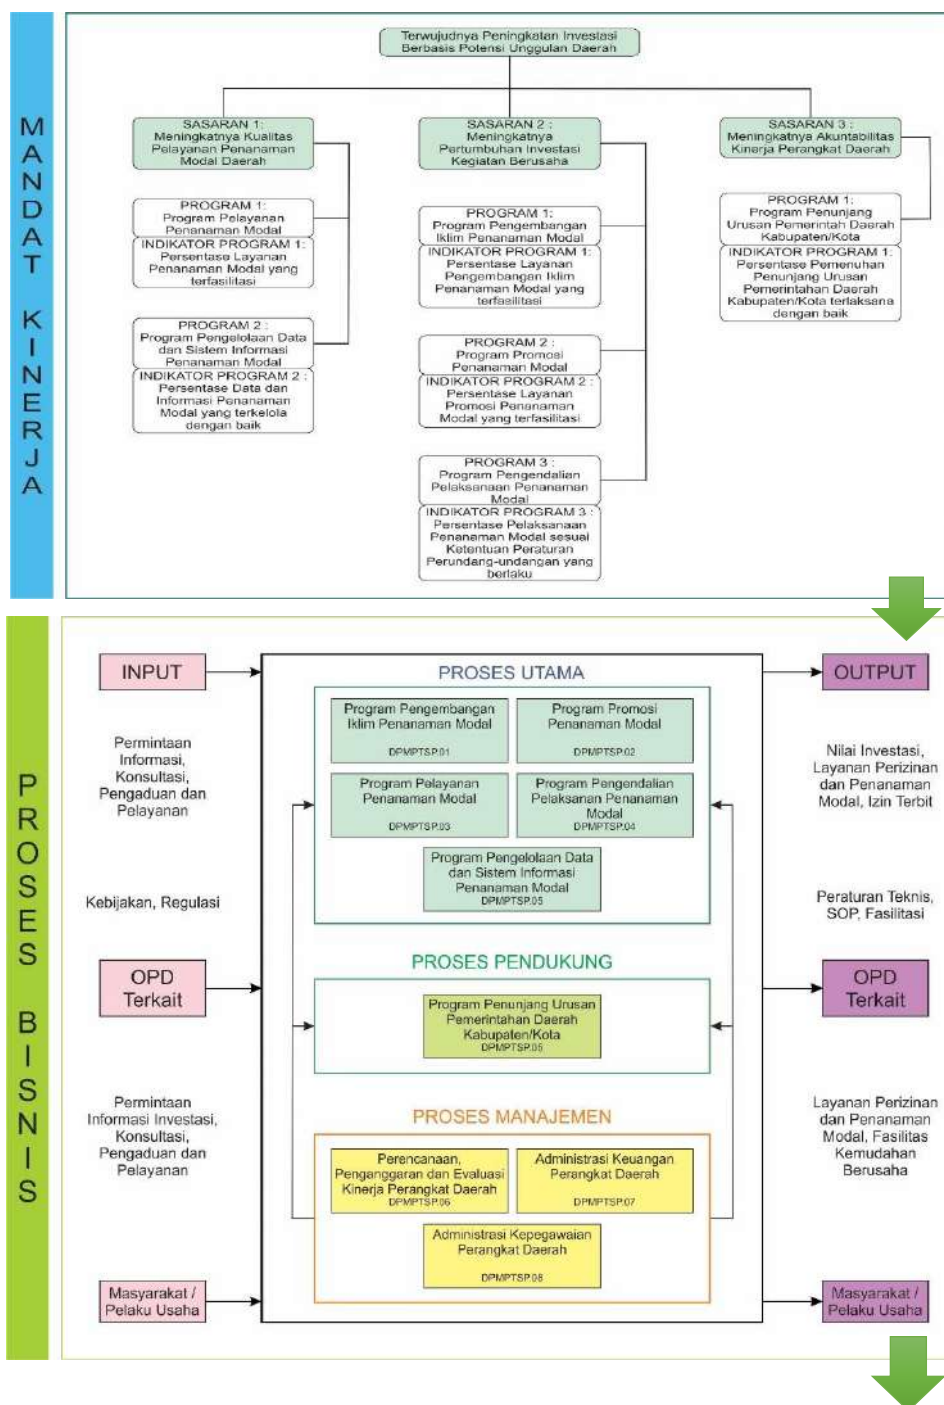 MANDAT KINERJA
Terwujudnya Peningkatan Investasi
Berbasis Potensi Unggulan Daerah
SASARAN 1:
Meningkatnya Kualitas
Pelayanan Penanaman
Modal Daerah
PROGRAM 1:
Program Pelayanan
Penanaman Modal
INDIKATOR PROGRAM 1:
Persentase Layanan
Penanaman Modal yang
terfasilitasi
PROGRAM 2 :
Program Pengelolaan Data
dan Sistem Informasi
Penanaman Modal
INDIKATOR PROGRAM 2 :
Persentase Data dan
Informasi Penanaman
Modal yang terkelola
dengan baik
SASARAN 2 :
Meningkatnya
Pertumbuhan Investasi
Kegiatan Berusaha
PROGRAM 1:
Program Pengembangan
Iklim Penanaman Modal
INDIKATOR PROGRAM 1:
Persentase Layanan
Pengembangan Iklim
Penanaman Modal yang
terfasilitasi
PROGRAM 2 :
Program Promosi
Penanaman Modal
INDIKATOR PROGRAM 2 :
Persentase Layanan
Promosi Penanaman
Modal yang terfasilitasi
PROGRAM 3 :
Program Pengendalian
Pelaksanaan Penanaman
Modal
INDIKATOR PROGRAM 3 :
Persentase Pelaksanaan
Penanaman Modal sesuai
Ketentuan Peraturan
Perundang-undangan yang
berlaku
SASARAN 3 :
Meningkatnya Akuntabilitas
Kinerja Perangkat Daerah
PROGRAM 1:
Program Penunjang
Urusan Pemerintah Daerah
Kabupaten/Kota
INDIKATOR PROGRAM 1:
Persentase Pemenuhan
Penunjang Urusan
Pemerintahan Daerah
Kabupaten/Kota terlaksana
dengan baik
PROSES BISNIS
INPUT
Permintaan
Informasi,
Konsultasi,
Pengaduan dan
Pelayanan
Kebijakan, Regulasi
OPD
Terkait
Permintaan
Informasi Investasi,
Konsultasi,
Pengaduan dan
Pelayanan
Masyarakat /
Pelaku Usaha
PROSES UTAMA
Program Pengembangan
Iklim Penanaman Modal
DPMPTSP.01
Program Promosi
Penanaman Modal
DPMPTSP.02
Program Pelayanan
Penanaman Modal
DPMPTSP.03
Program Pengendalian
Pelaksanan Penanaman
Modal
DPMPTSP.04
Program Pengelolaan Data
dan Sistem Informasi
Penanaman Modal
DPMPTSP.05
PROSES PENDUKUNG
Program Penunjang Urusan
Pemerintahan Daerah
Kabupaten/Kota
DPMPTSP.05
PROSES MANAJEMEN
Perencanaan,
Penganggaran dan Evaluasi
Kinerja Perangkat Daerah
DPMPTSP.06
Administrasi Keuangan
Perangkat Daerah
DPMPTSP.07
Administrasi Kepegawaian
Perangkat Daerah
DPMPTSP.08
OUTPUT
Nilai Investasi,
Layanan Perizinan
dan Penanaman
Modal, Izin Terbit
Peraturan Teknis,
SOP, Fasilitasi
OPD
Terkait
Layanan Perizinan
dan Penanaman
Modal, Fasilitas
Kemudahan
Berusaha
Masyarakat /
Pelaku Usaha